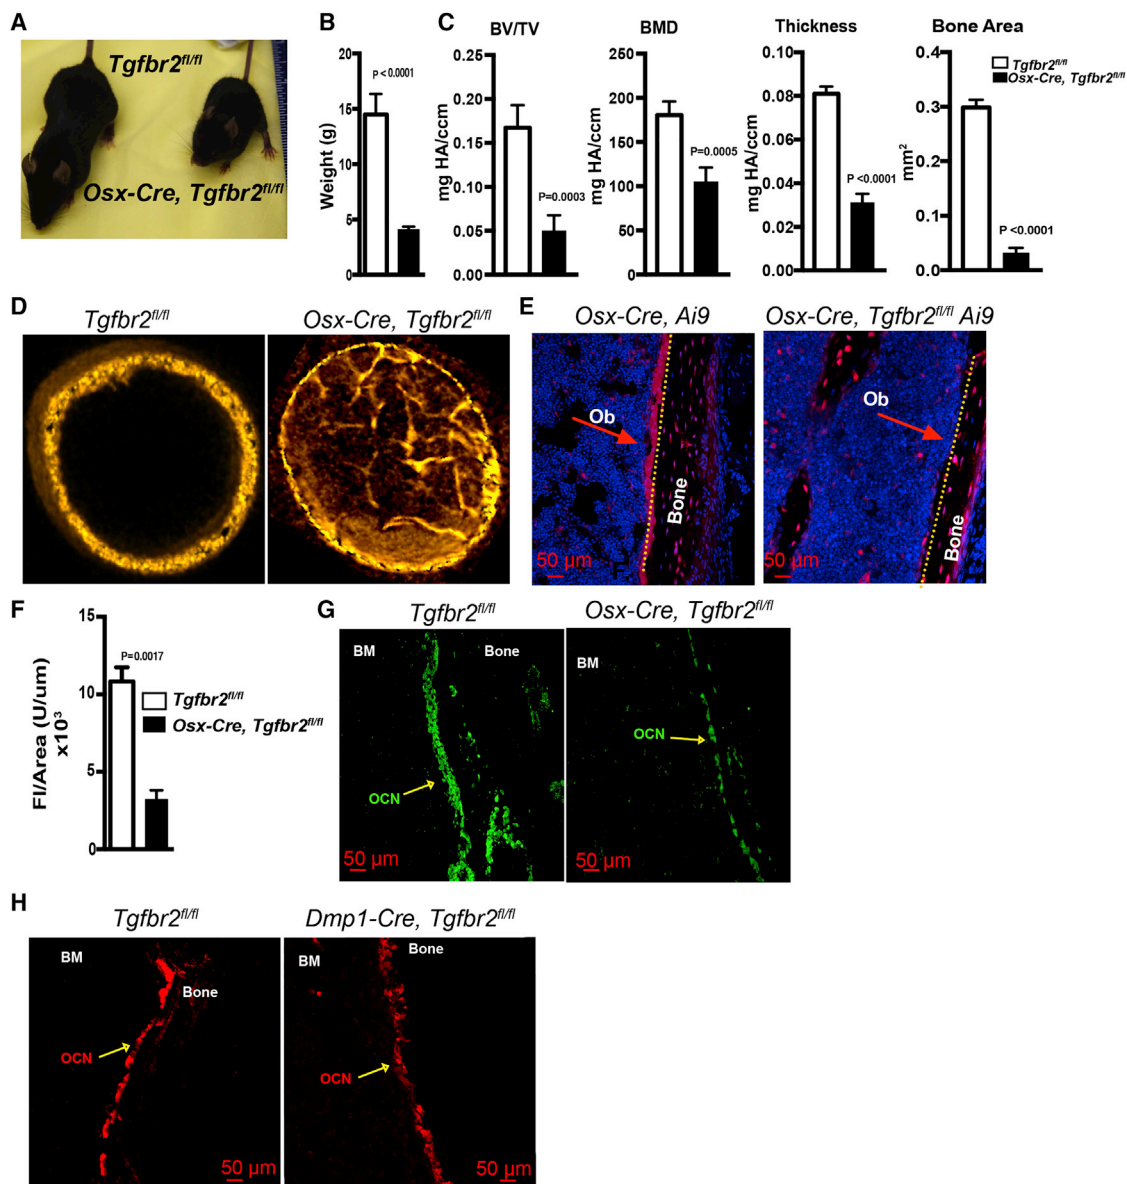 A
Tgfbr2fl/fl
Osx-Cre, Tgfbr2fl/fl
B
Weight (g)
20
15
10
5
0
P <0.0001
C
BV/TV
mg HA/ccm
0.25
0.20
0.15
0.10
0.05
0.00
P=0.0003
BMD
mg HA/ccm
250
200
150
100
50
0
P=0.0005
Thickness
mg HA/ccm
0.10
0.08
0.06
0.04
0.02
0.00
P <0.0001
Bone Area
mm2
0.4
0.3
0.2
0.1
0.0
P <0.0001
Tgfbr2fl/fl
Osx-Cre, Tgfbr2fl/fl
D
Tgfbr2fl/fl
Osx-Cre, Tgfbr2fl/fl
E
Osx-Cre, Ai9
Ob
Bone
50 µm
Osx-Cre, Tgfbr2fl/fl Ai9
Ob
Bone
50 µm
F
FI/Area (U/um)
x103
15
10
5
0
P=0.0017
Tgfbr2fl/fl
Osx-Cre, Tgfbr2fl/fl
G
Tgfbr2fl/fl
BM
Bone
OCN
50 µm
Osx-Cre, Tgfbr2fl/fl
BM
OCN
50 µm
H
Tgfbr2fl/fl
BM
Bone
OCN
50 µm
Dmp1-Cre, Tgfbr2fl/fl
BM
Bone
OCN
50 µm